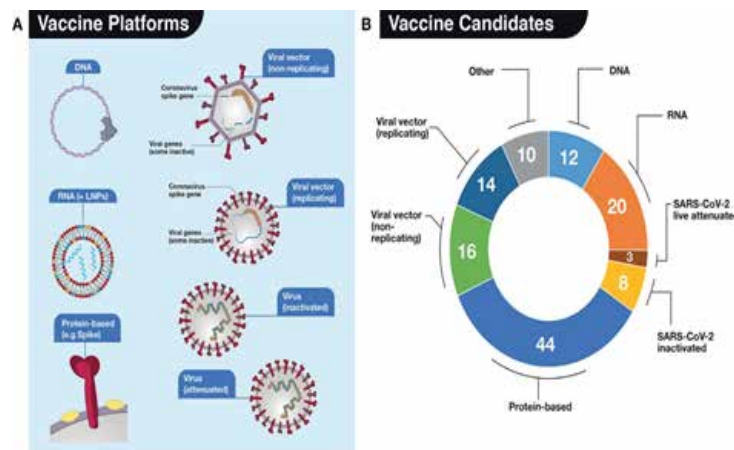 A
Vaccine Platforms
DNA
Viral vector
(non-replicating)
Coronavirus
spike gene
Viral genes
(some inactive)
RNA (+ LNPs)
Viral vector
(replicating)
Coronavirus
spike gene
Viral genes
(some inactive)
Protein-based
(e.g. Spike)
Virus
(inactivated)
Virus
(attenuated)
B
Vaccine Candidates
Other
DNA
RNA
Viral vector
(replicating)
10
12
14
20
SARS-CoV-2
live attenuate
Viral vector
(non-
replicating)
16
3
8
SARS-CoV-2
inactivated
44
Protein-based